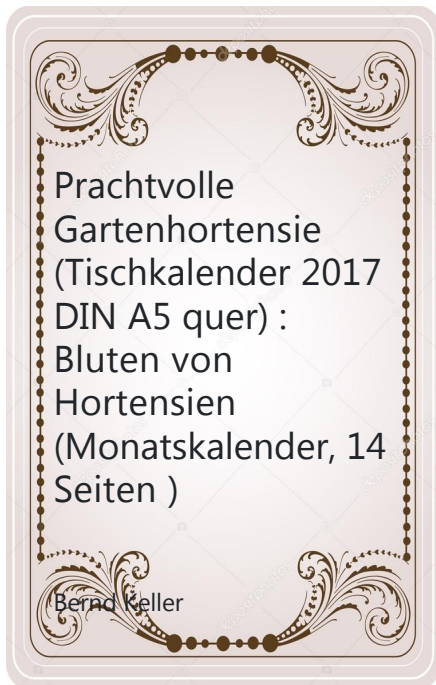 Prachtvolle
Gartenhortensie
(Tischkalender 2017
DIN A5 quer) :
Bluten von
Hortensien
(Monatskalender, 14
Seiten )
Bernd Keller